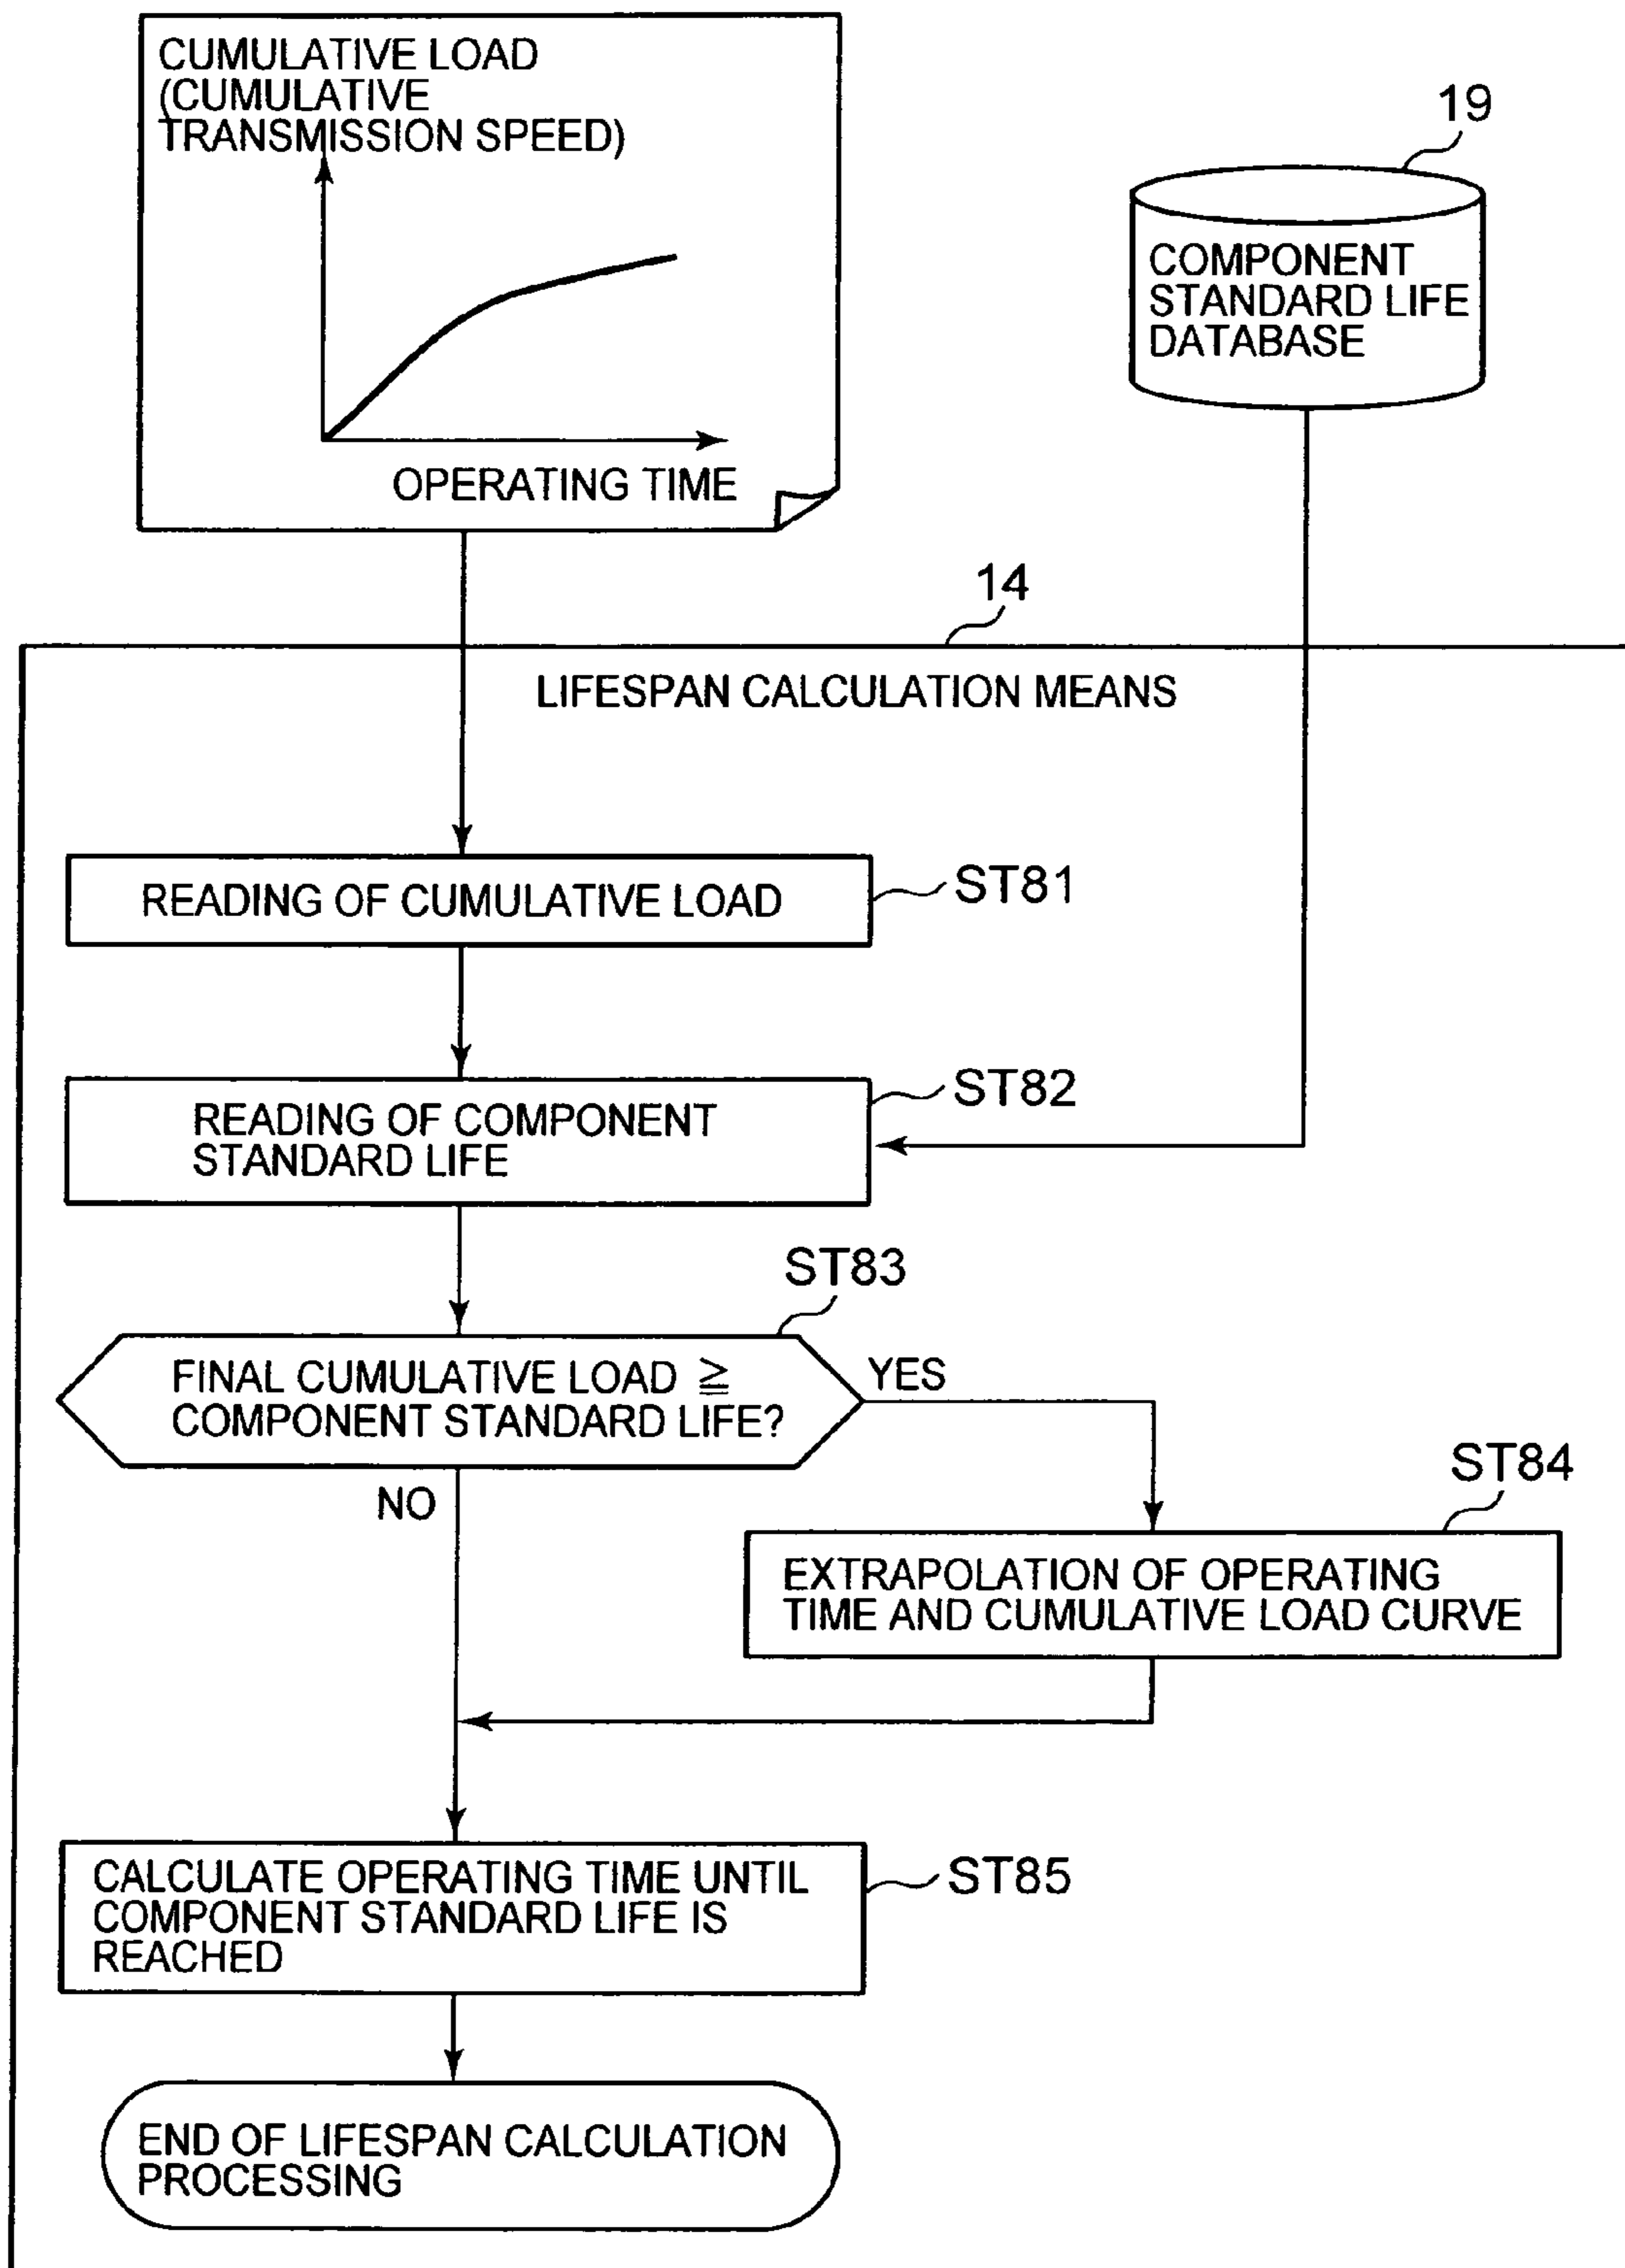 CUMULATIVE LOAD
(CUMULATIVE
TRANSMISSION SPEED)
OPERATING TIME
19
COMPONENT
STANDARD LIFE
DATABASE
14
LIFESPAN CALCULATION MEANS
READING OF CUMULATIVE LOAD
ST81
READING OF COMPONENT
STANDARD LIFE
ST82
ST83
FINAL CUMULATIVE LOAD ≧
COMPONENT STANDARD LIFE?
YES
NO
ST84
EXTRAPOLATION OF OPERATING
TIME AND CUMULATIVE LOAD CURVE
CALCULATE OPERATING TIME UNTIL
COMPONENT STANDARD LIFE IS
REACHED
ST85
END OF LIFESPAN CALCULATION
PROCESSING